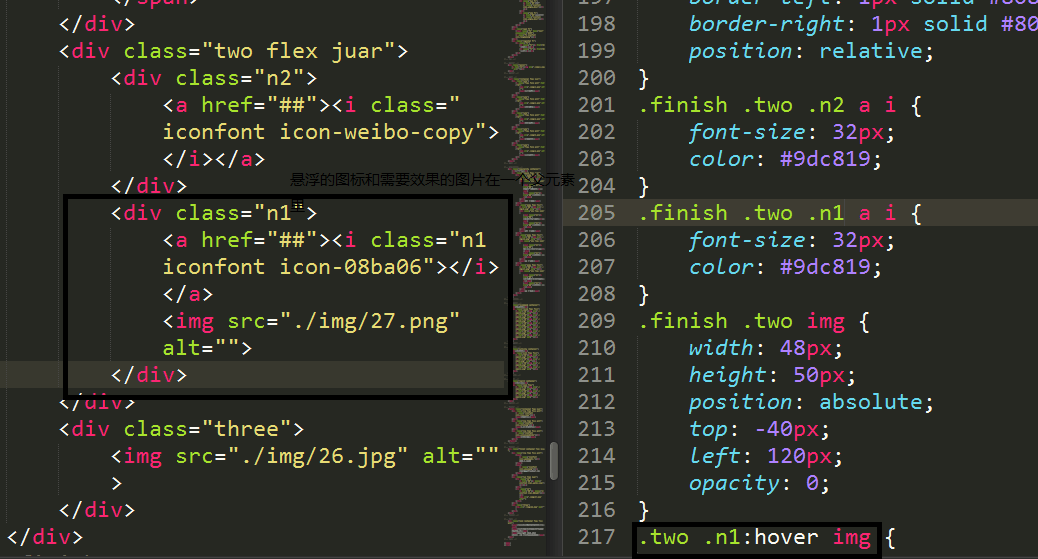 </span>
</div>
<div class="two flex juar">
<div class="n2">
<a href="##"><i class="
iconfont icon-weibo-copy">
</i></a>
</div>
悬浮的图标和需要效果的图片在一个父元素
里
<div class="n1">
<a href="##"><i class="n1
iconfont icon-08ba06"></i>
</a>
<img src="./img/27.png"
alt="">
</div>
</div>
<div class="three">
<img src="./img/26.jpg" alt=""
>
</div>
</div>
197 border-left: 1px solid #808
198 border-right: 1px solid #80
199 position: relative;
200 }
201 .finish .two .n2 a i {
202 font-size: 32px;
203 color: #9dc819;
204 }
205 .finish .two .n1 a i {
206 font-size: 32px;
207 color: #9dc819;
208 }
209 .finish .two img {
210 width: 48px;
211 height: 50px;
212 position: absolute;
213 top: -40px;
214 left: 120px;
215 opacity: 0;
216 }
217 .two .n1:hover img {